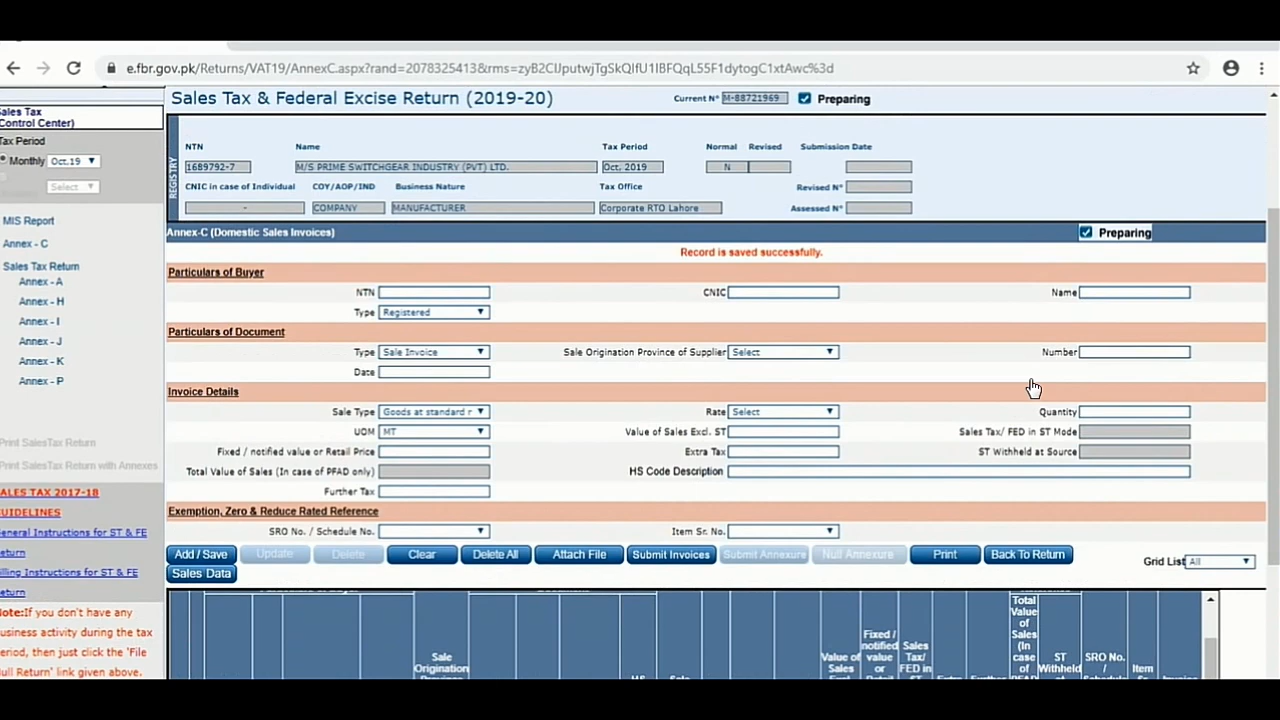 e.fbr.gov.pk/Returns/VAT19/AnnexC.aspx?rand=2078325413&rms=zyB2ClJputwjTgSkQlfU1IBFQqL55F1dytogC1xtAwc%3d
Sales Tax & Federal Excise Return (2019-20)
Current N° M-88721969 Preparing
ales Tax
Control Center)
Tax Period
Monthly Oct,19
Select
MIS Report
Annex - C
Sales Tax Return
Annex - A
Annex - H
Annex - I
Annex - J
Annex - K
Annex - P
Print SalesTax Return
Print SalesTax Return with Annexes
ALES TAX 2017-18
UIDELINES
eneral Instructions for ST & FE
eturn
iling Instructions for ST & FE
eturn
ote:If you don't have any
usiness activity during the tax
eriod, then just click the 'File
ull Return' link given above.
REGISTRY
NTN Name Tax Period Normal Revised Submission Date
1689792-7 M/S PRIME SWITCHGEAR INDUSTRY (PVT) LTD. Oct, 2019 N
CNIC in case of Individual COY/AOP/IND Business Nature Tax Office Revised N°
- COMPANY MANUFACTURER Corporate RTO Lahore Assessed N°
Annex-C (Domestic Sales Invoices) Preparing
Record is saved successfully.
Particulars of Buyer
NTN CNIC Name
Type Registered
Particulars of Document
Type Sale Invoice Sale Origination Province of Supplier Select Number
Date
Invoice Details
Sale Type Goods at standard r Rate Select Quantity
UOM MT Value of Sales Excl. ST Sales Tax/ FED in ST Mode
Fixed / notified value or Retail Price Extra Tax ST Withheld at Source
Total Value of Sales (In case of PFAD only) HS Code Description
Further Tax
Exemption, Zero & Reduce Rated Reference
SRO No. / Schedule No. Item Sr. No.
Add / Save Update Delete Clear Delete All Attach File Submit Invoices Submit Annexure Null Annexure Print Back To Return
Sales Data
Grid List All
Sale
Origination
Value of
Sales
Fixed /
notified
value or
Sales
Tax/
FED in
Total
Value
of
Sales
(In
case
of
ST
Withheld
SRO No.
/
Item